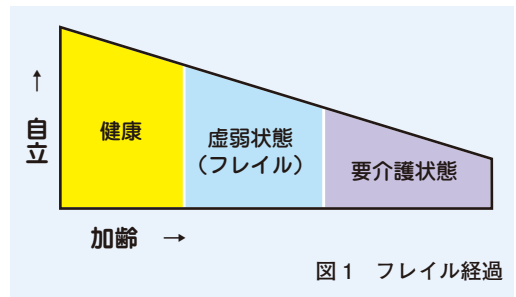 ↑
自立
健康
虚弱状態
（フレイル）
要介護状態
加齢 →
図1 フレイル経過